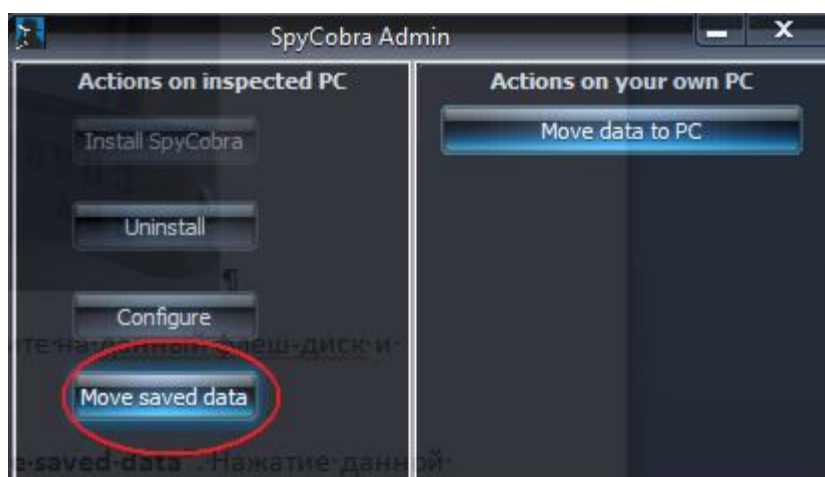 SpyCobra Admin
Actions on inspected PC
Install SpyCobra
Uninstall
Configure
Move saved data
Actions on your own PC
Move data to PC
¶
на·данный·флеш-диск·и·
saved·data". Нажатие·данной·